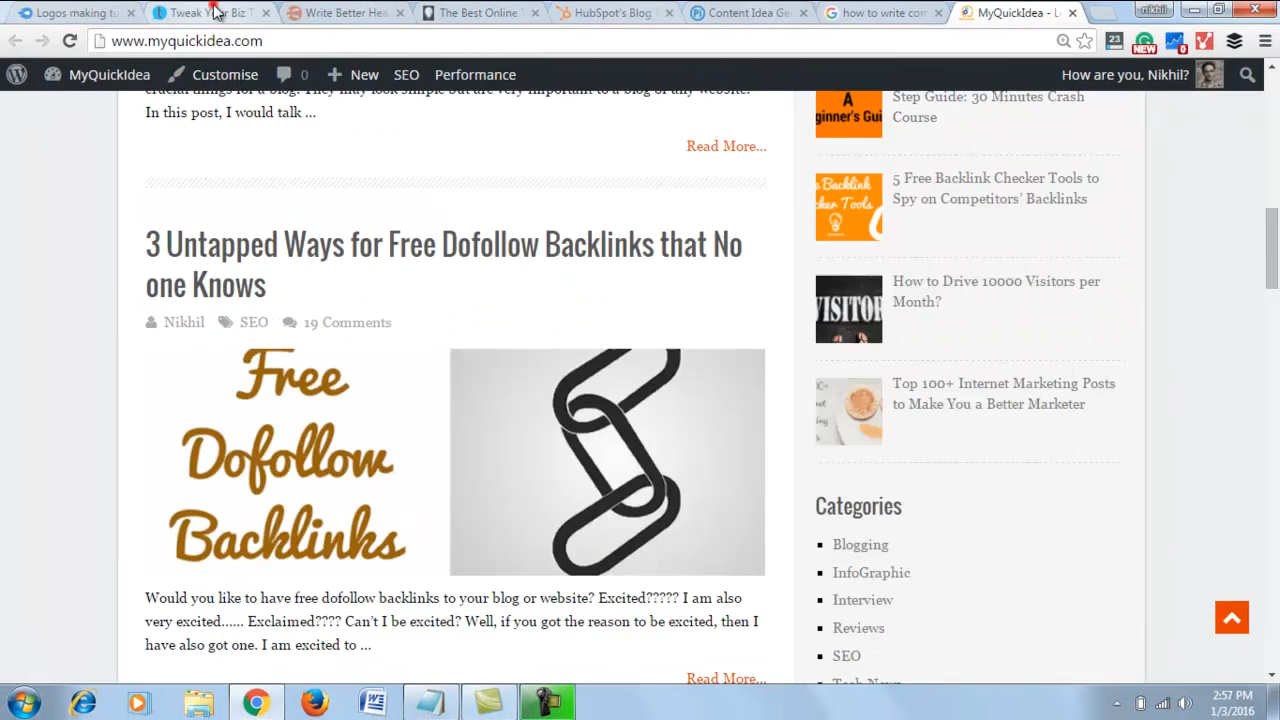 Logos making tu
Tweak Your Biz T
Write Better Hea
The Best Online
HubSpot's Blog
Content Idea Ge
how to write com
MyQuickIdea - L
nikhil
www.myquickidea.com
23
NEW
0
MyQuickIdea
Customise
0
New
SEO
Performance
How are you, Nikhil?
In this post, I would talk ...
Read More...
3 Untapped Ways for Free Dofollow Backlinks that No
one Knows
Nikhil
SEO
19 Comments
Free
Dofollow
Backlinks
Would you like to have free dofollow backlinks to your blog or website? Excited????? I am also
very excited...... Exclaimed???? Can't I be excited? Well, if you got the reason to be excited, then I
have also got one. I am excited to ...
Read More...
A
Step Guide: 30 Minutes Crash
Course
5 Free Backlink Checker Tools to
Spy on Competitors' Backlinks
How to Drive 10000 Visitors per
Month?
Top 100+ Internet Marketing Posts
to Make You a Better Marketer
Categories
Blogging
InfoGraphic
Interview
Reviews
SEO
2:57 PM
1/3/2016